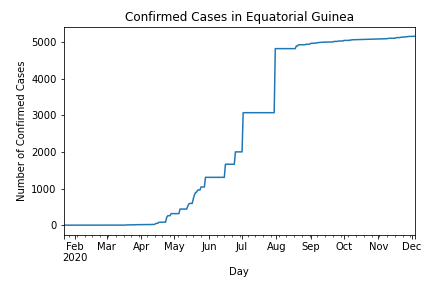 Confirmed Cases in Equatorial Guinea
Number of Confirmed Cases
5000
4000
3000
2000
1000
0
Feb Mar Apr May Jun Jul Aug Sep Oct Nov Dec
2020
Day